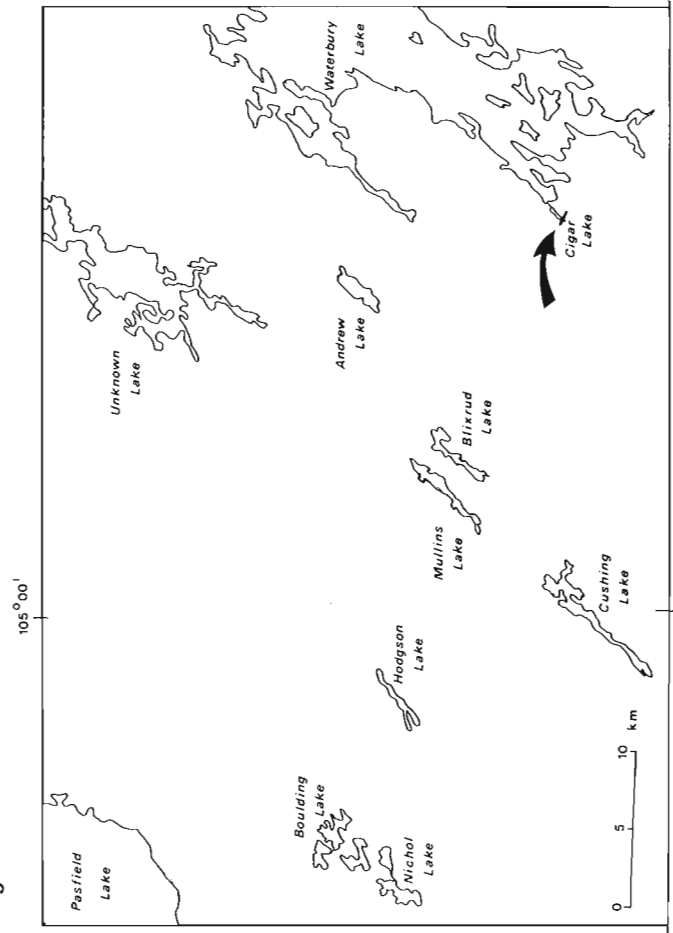 105°00'
Pasfield
Lake
Unknown
Lake
Waterbury
Lake
Boulding
Lake
Andrew
Lake
Nichol
Lake
Hodgson
Lake
Mullins
Lake
Blixrud
Lake
Cigar
Lake
Cushing
Lake
0 5 10 km